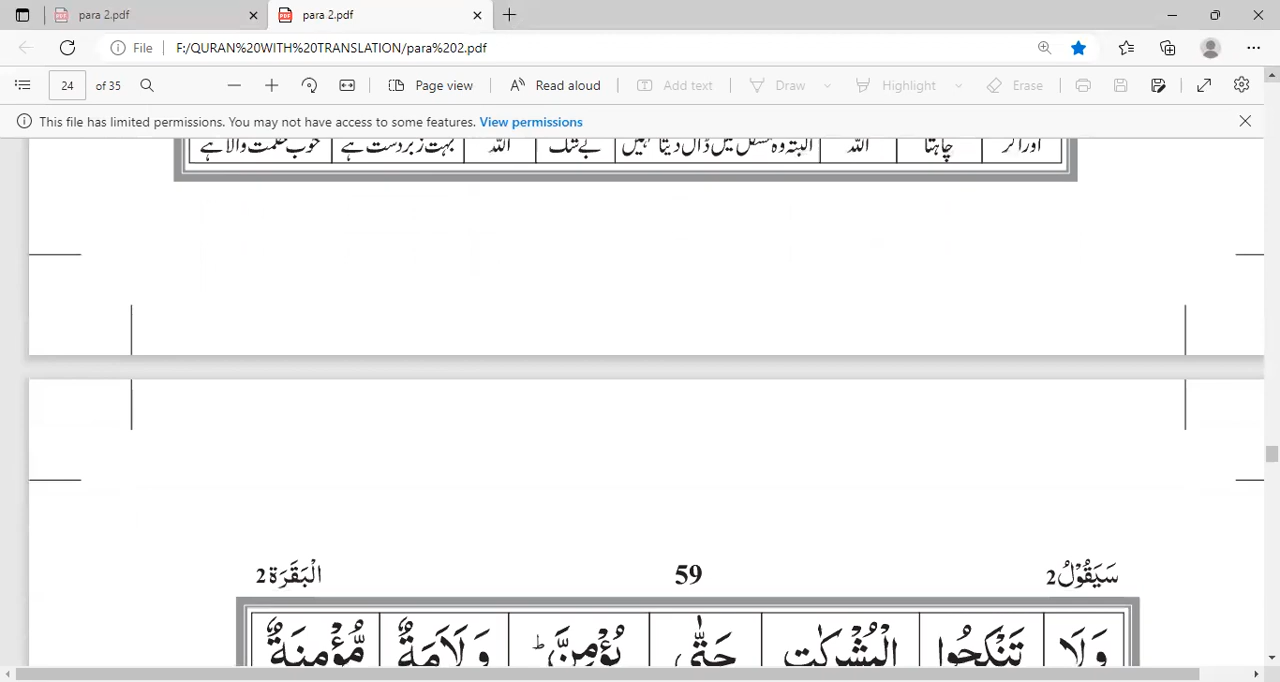 para 2.pdf
para 2.pdf
File F:/QURAN%20WITH%20TRANSLATION/para%202.pdf
24 of 35 Page view Read aloud Add text Draw Highlight Erase
This file has limited permissions. You may not have access to some features. View permissions
اور اگر چاہتا اللہ البتہ وہ مشکل میں ڈال دیتا تمہیں بے شک اللہ بہت زبردست ہے خوب حکمت والا ہے
سَيَقُوْلُ2 59 الْبَقَرَة2
وَلَا تَنْكِحُوا الْمُشْرِكٰتِ حَتّٰى يُؤْمِنَّ ؕ وَلَاَمَةٌ مُّؤْمِنَةٌ